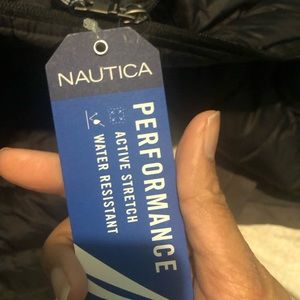 NAUTICA
PERFORMANCE
ACTIVE STRETCH
WATER RESISTANT